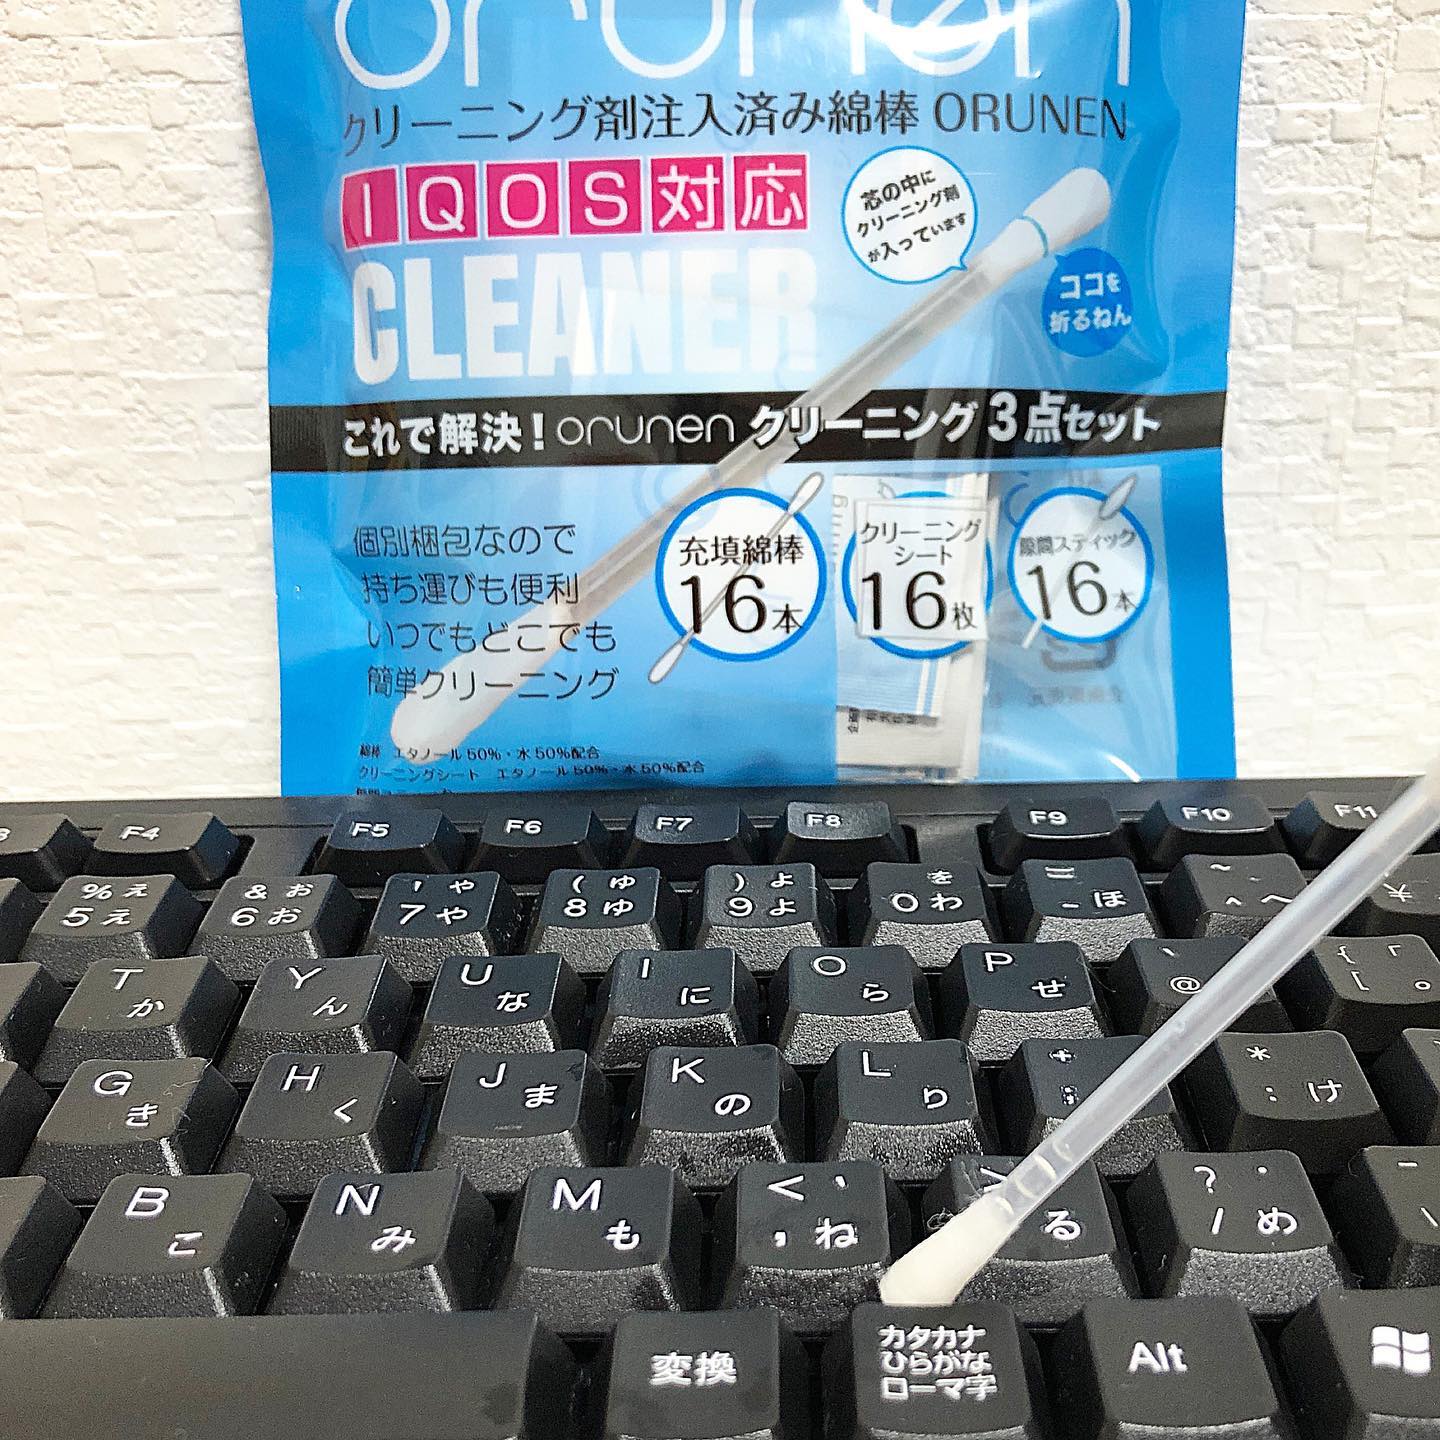 orunen
クリーニング剤注入済み綿棒 ORUNEN
IQOS対応
CLEANER
芯の中に
クリーニング剤
が入っています
ココを
折るねん
これで解決！orunen クリーニング3点セット
個別梱包なので
持ち運びも便利
いつでもどこでも
簡単クリーニング
充填綿棒
16本
クリーニング
シート
16枚
隙間スティック
16本
綿棒 エタノール50%・水50%配合
クリーニングシート エタノール50%・水50%配合
F4 F5 F6 F7 F8 F9 F10 F11
% ぇ & ぉ ' ゃ ( ゅ ) ょ を = ~
5 え 6 お 7 や 8 ゆ 9 よ 0 わ - ほ ^ へ ¥
T か Y ん U な I に O ら P せ ` @ { 「 [ 。
G き H く J ま K の L り + ; * : け
B こ N み M も < 、 , ね > る ? ・ / め
変換
カタカナ
ひらがな
ローマ字
Alt